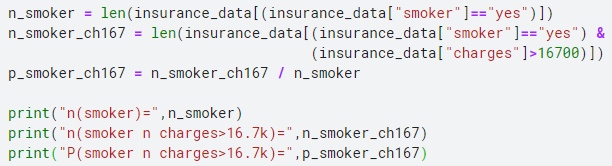 n_smoker = len(insurance_data[(insurance_data["smoker"]=="yes")])
n_smoker_ch167 = len(insurance_data[(insurance_data["smoker"]=="yes") &
(insurance_data["charges"]>16700)])
p_smoker_ch167 = n_smoker_ch167 / n_smoker
print("n(smoker)=",n_smoker)
print("n(smoker n charges>16.7k)=",n_smoker_ch167)
print("P(smoker n charges>16.7k)=",p_smoker_ch167)